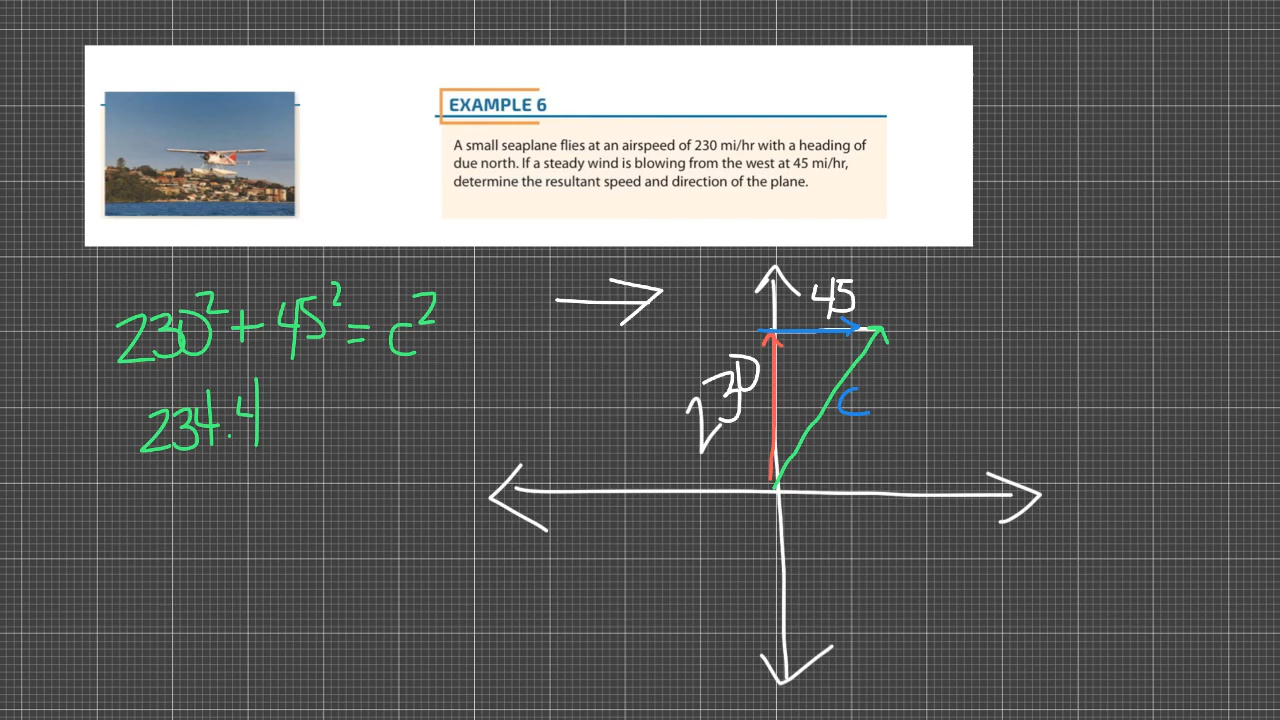 EXAMPLE 6
A small seaplane flies at an airspeed of 230 mi/hr with a heading of
due north. If a steady wind is blowing from the west at 45 mi/hr,
determine the resultant speed and direction of the plane.
230² + 45² = c²
234.4
45
230
C